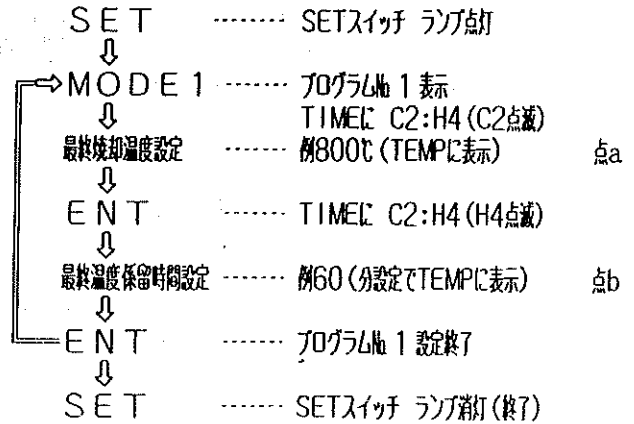 SET ……… SETスイッチ ランプ点灯
⇩
⇨MODE1 ……… プログラム№1表示
⇩ TIMEに C2:H4(C2点滅)
最終焼却温度設定 ……… 例800℃(TEMPに表示) 点a
⇩
ENT ……… TIMEに C2:H4(H4点滅)
⇩
最終温度係留時間設定 ……… 例60(分設定でTEMPに表示) 点b
⇩
ENT ……… プログラム№1設定終了
⇩
SET ……… SETスイッチ ランプ消灯(終了)